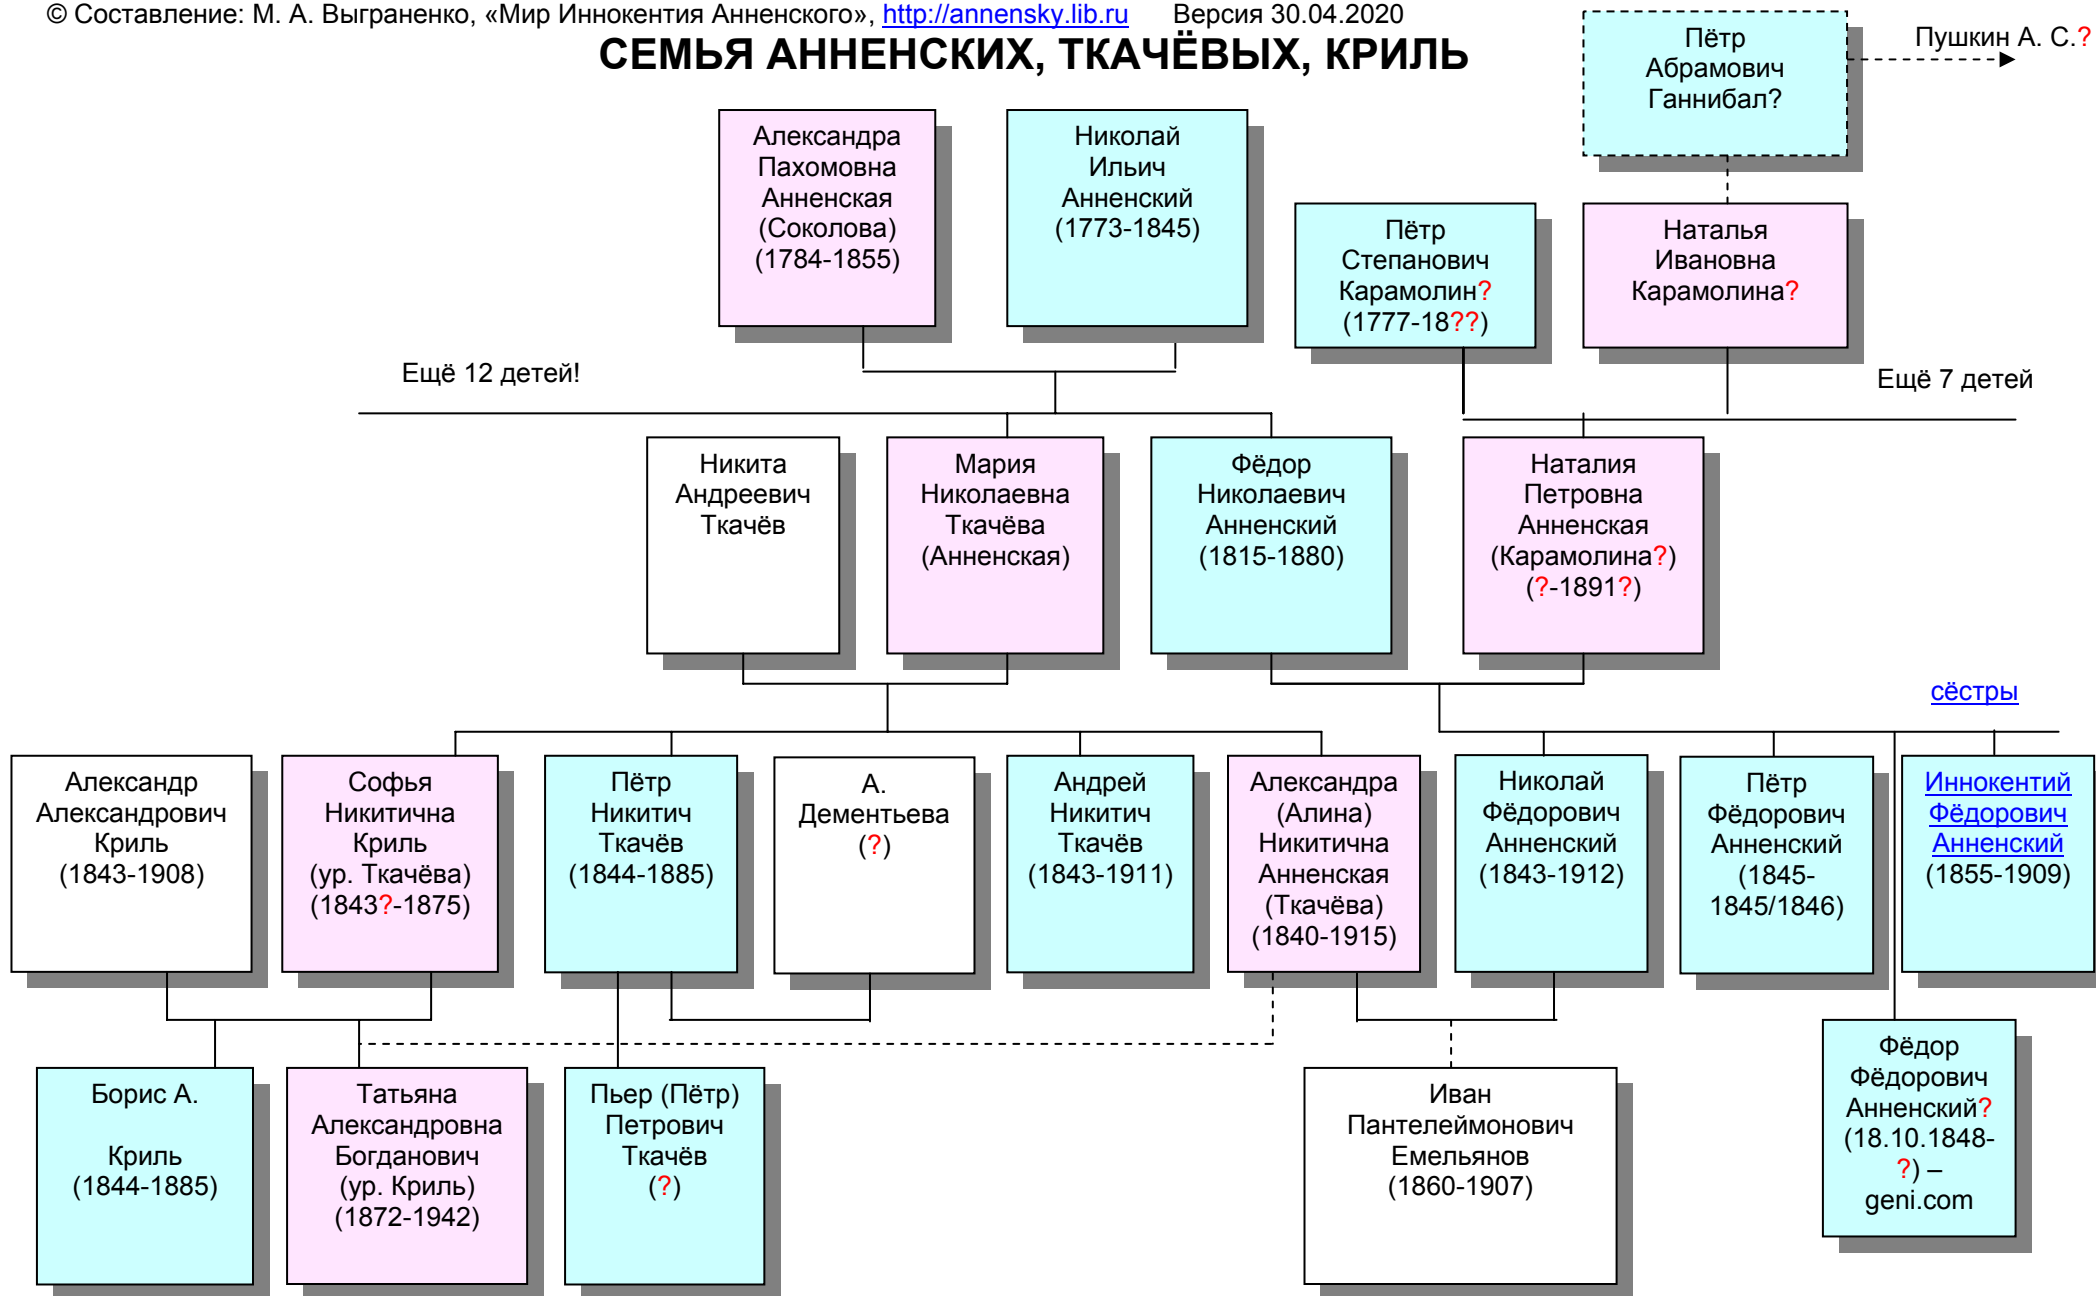 © Составление: М. А. Выграненко, «Мир Иннокентия Анненского», http://annensky.lib.ru Версия 30.04.2020
СЕМЬЯ АННЕНСКИХ, ТКАЧЁВЫХ, КРИЛЬ
Пётр
Абрамович
Ганнибал?
Пушкин А. С.?
Александра
Пахомовна
Анненская
(Соколова)
(1784-1855)
Николай
Ильич
Анненский
(1773-1845)
Пётр
Степанович
Карамолин?
(1777-18??)
Наталья
Ивановна
Карамолина?
Ещё 12 детей!
Ещё 7 детей
Никита
Андреевич
Ткачёв
Мария
Николаевна
Ткачёва
(Анненская)
Фёдор
Николаевич
Анненский
(1815-1880)
Наталия
Петровна
Анненская
(Карамолина?)
(?-1891?)
сёстры
Александр
Александрович
Криль
(1843-1908)
Софья
Никитична
Криль
(ур. Ткачёва)
(1843?-1875)
Пётр
Никитич
Ткачёв
(1844-1885)
А.
Дементьева
(?)
Андрей
Никитич
Ткачёв
(1843-1911)
Александра
(Алина)
Никитична
Анненская
(Ткачёва)
(1840-1915)
Николай
Фёдорович
Анненский
(1843-1912)
Пётр
Фёдорович
Анненский
(1845-
1845/1846)
Иннокентий
Фёдорович
Анненский
(1855-1909)
Борис А.
Криль
(1844-1885)
Татьяна
Александровна
Богданович
(ур. Криль)
(1872-1942)
Пьер (Пётр)
Петрович
Ткачёв
(?)
Иван
Пантелеймонович
Емельянов
(1860-1907)
Фёдор
Фёдорович
Анненский?
(18.10.1848-
?) –
geni.com